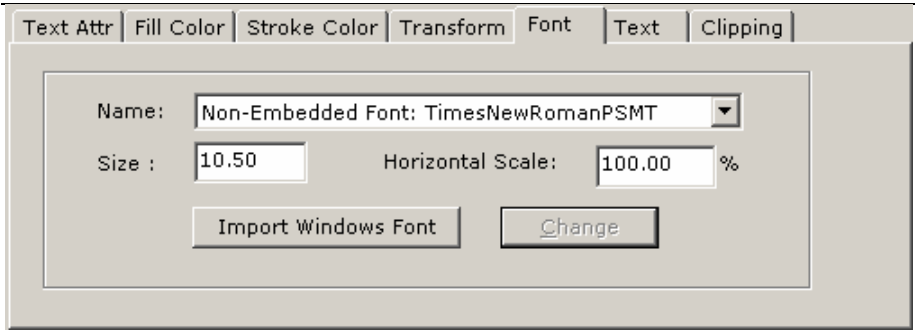 Text Attr Fill Color Stroke Color Transform Font Text Clipping
Name: Non-Embedded Font: TimesNewRomanPSMT
Size : 10.50 Horizontal Scale: 100.00 %
Import Windows Font Change